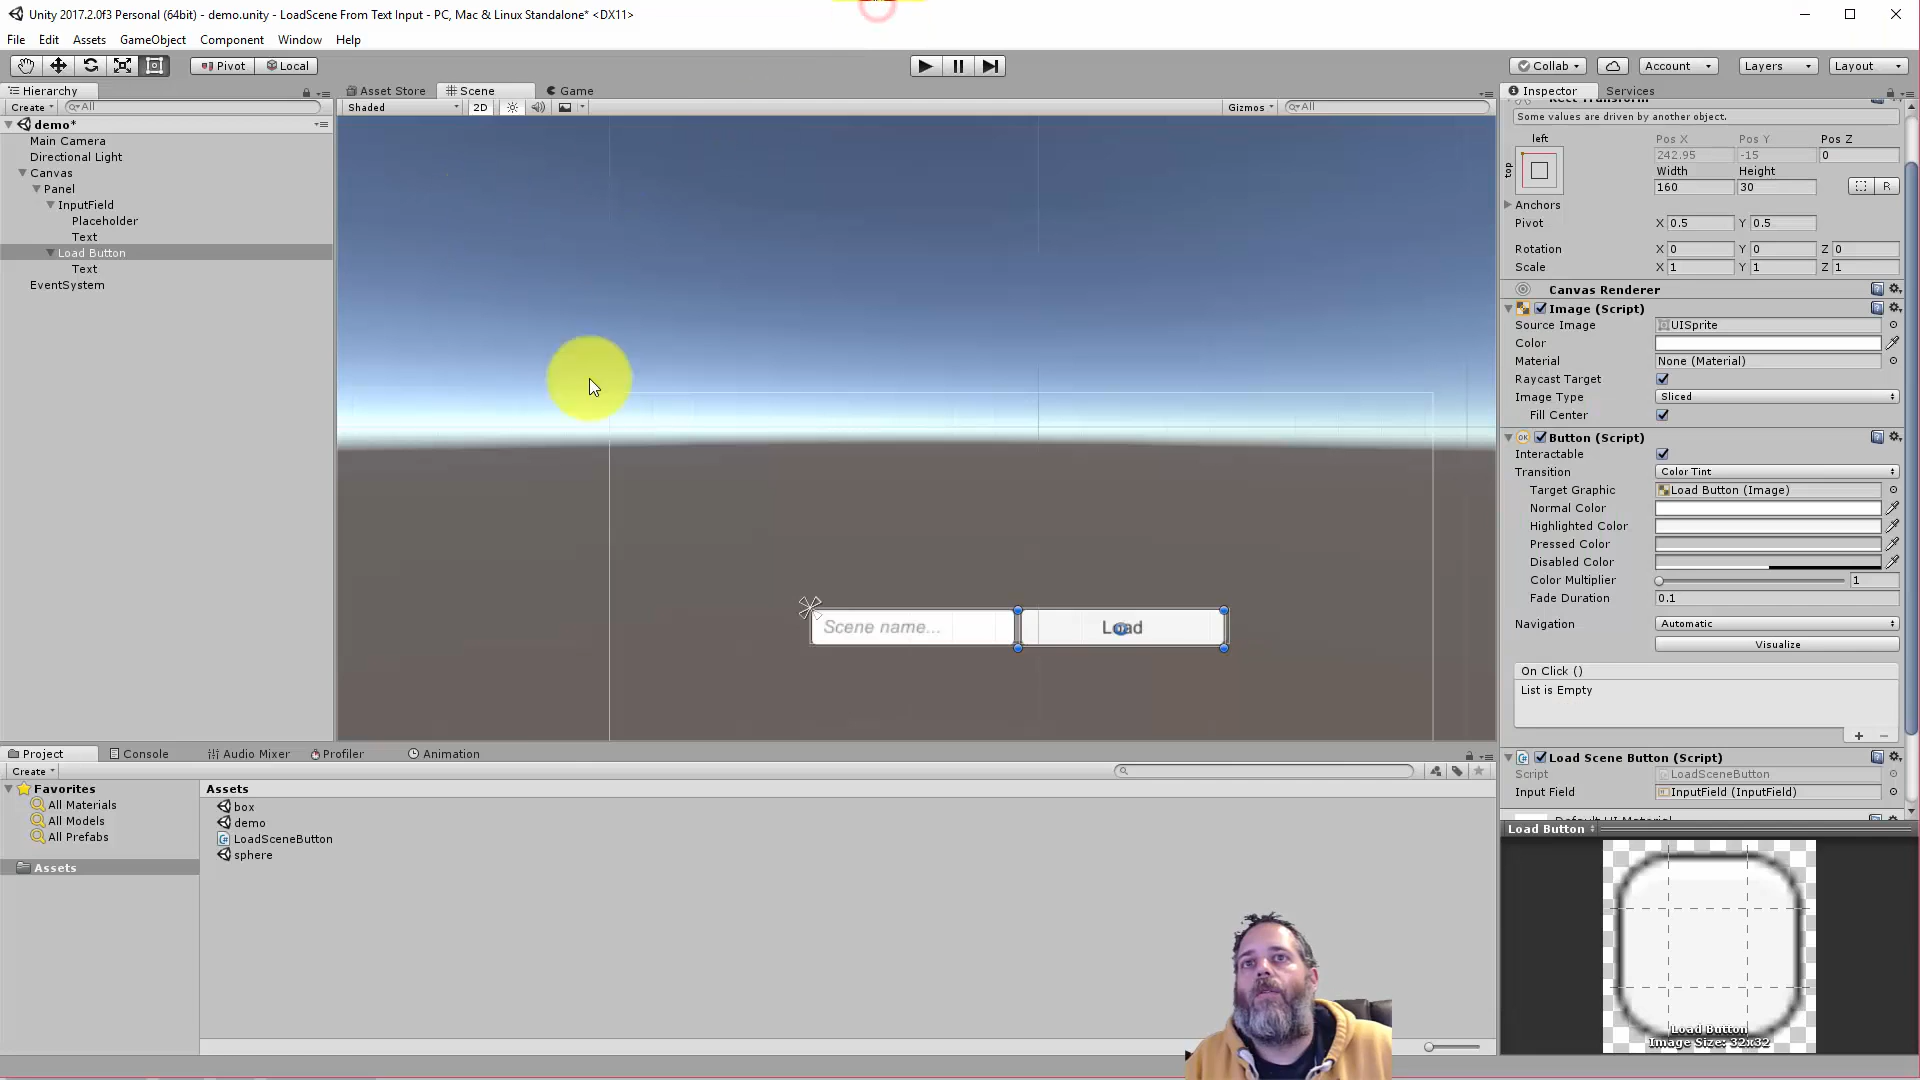 Unity 2017.2.0f3 Personal (64bit) - demo.unity - LoadScene From Text Input - PC, Mac & Linux Standalone* <DX11>
File Edit Assets GameObject Component Window Help
Pivot Local Collab Account Layers Layout
Hierarchy
Create All
demo*
Main Camera
Directional Light
Canvas
Panel
InputField
Placeholder
Text
Load Button
Text
EventSystem
Asset Store Scene Game
Shaded 2D Gizmos All
Scene name...
Load
Inspector Services
Rect Transform
Some values are driven by another object.
left Pos X Pos Y Pos Z
top
242.95 -15 0
Width Height
160 30 R
Anchors
Pivot X 0.5 Y 0.5
Rotation X 0 Y 0 Z 0
Scale X 1 Y 1 Z 1
Canvas Renderer
Image (Script)
Source Image UISprite
Color
Material None (Material)
Raycast Target
Image Type Sliced
Fill Center
OK Button (Script)
Interactable
Transition Color Tint
Target Graphic Load Button (Image)
Normal Color
Highlighted Color
Pressed Color
Disabled Color
Color Multiplier 1
Fade Duration 0.1
Navigation Automatic
Visualize
On Click ()
List is Empty
+ -
Load Scene Button (Script)
Script LoadSceneButton
Input Field InputField (InputField)
Default UI Material
Load Button
Load Button
Image Size: 32x32
Project Console Audio Mixer Profiler Animation
Create
Favorites
All Materials
All Models
All Prefabs
Assets
Assets
box
demo
LoadSceneButton
sphere